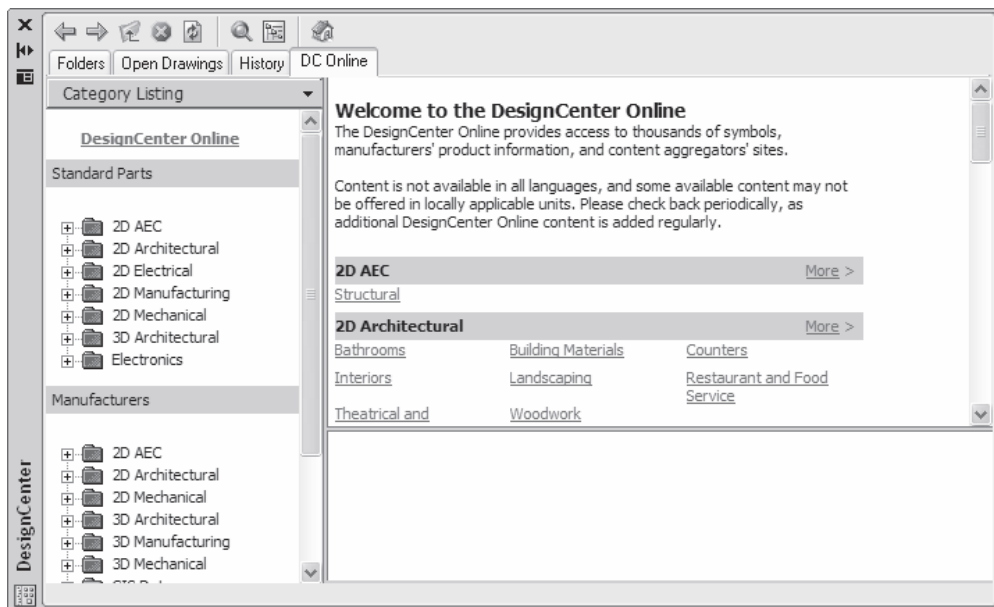 Folders
Open Drawings
History
DC Online
Category Listing
DesignCenter Online
Standard Parts
2D AEC
2D Architectural
2D Electrical
2D Manufacturing
2D Mechanical
3D Architectural
Electronics
Manufacturers
2D AEC
2D Architectural
2D Mechanical
3D Architectural
3D Manufacturing
3D Mechanical
Welcome to the DesignCenter Online
The DesignCenter Online provides access to thousands of symbols,
manufacturers' product information, and content aggregators' sites.
Content is not available in all languages, and some available content may not
be offered in locally applicable units. Please check back periodically, as
additional DesignCenter Online content is added regularly.
2D AEC More >
Structural
2D Architectural More >
Bathrooms Building Materials Counters
Interiors Landscaping Restaurant and Food
Service
Theatrical and Woodwork
DesignCenter